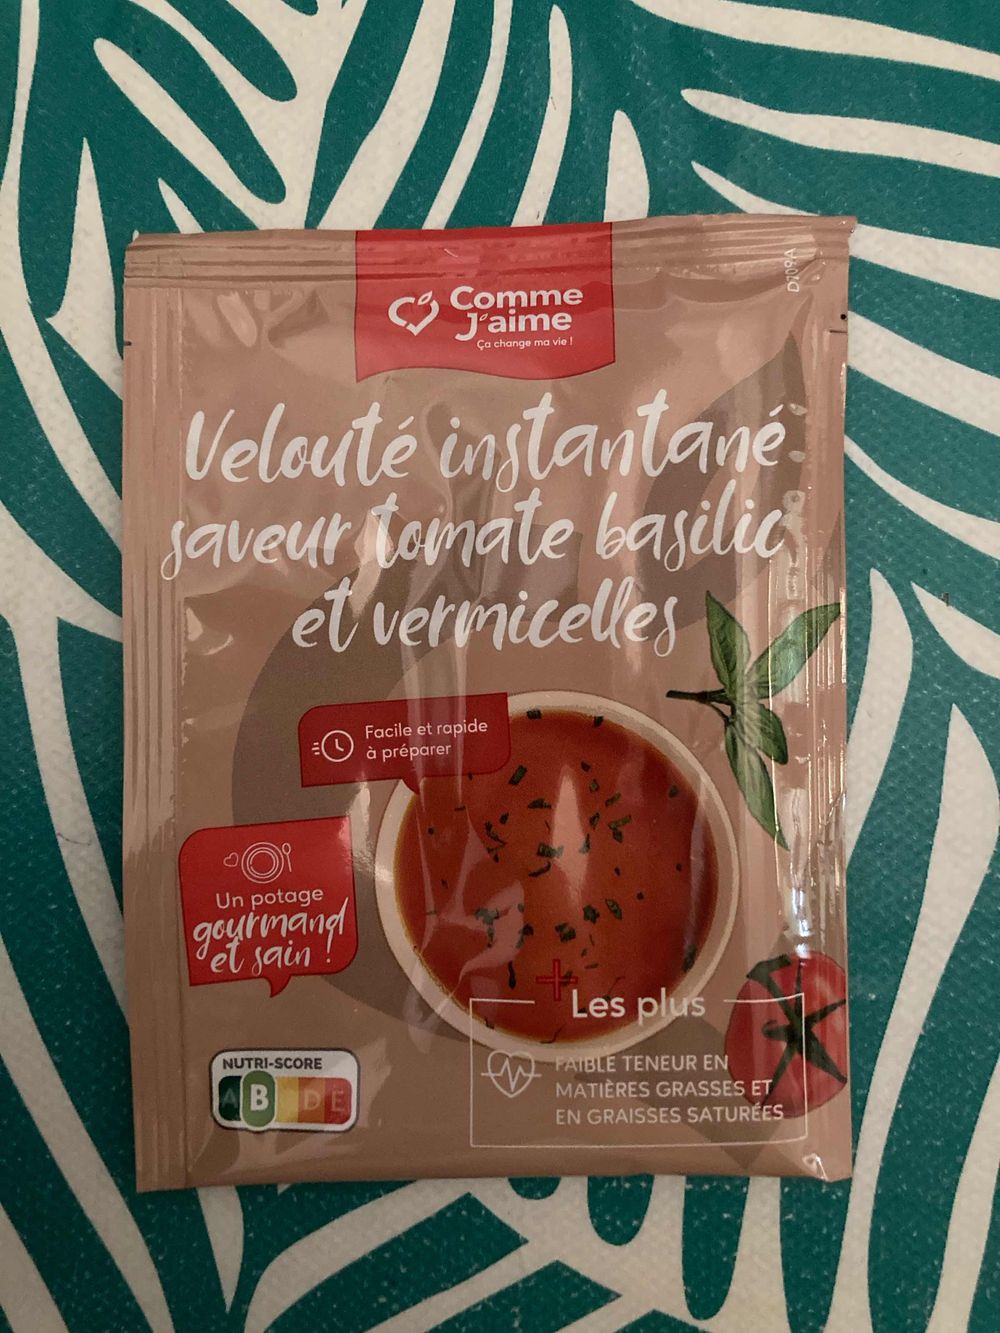 D209A
Comme
J'aime
Ça change ma vie !
Velouté instantané
saveur tomate basilic
et vermicelles
Facile et rapide
à préparer
Un potage
gourmand
et sain !
Les plus
FAIBLE TENEUR EN
MATIÈRES GRASSES ET
EN GRAISSES SATURÉES
NUTRI-SCORE
A B C D E